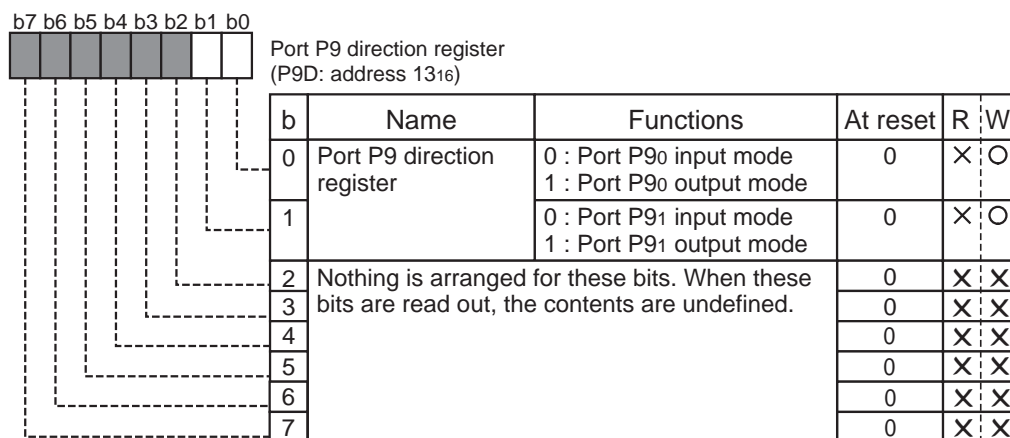 b7 b6 b5 b4 b3 b2 b1 b0
Port P9 direction register
(P9D: address 1316)
b Name Functions At reset R W
0 Port P9 direction register 0 : Port P90 input mode 0 × O
1 : Port P90 output mode
1 0 : Port P91 input mode 0 × O
1 : Port P91 output mode
2 Nothing is arranged for these bits. When these 0 X X
3 bits are read out, the contents are undefined. 0 X X
4 0 X X
5 0 X X
6 0 X X
7 0 X X